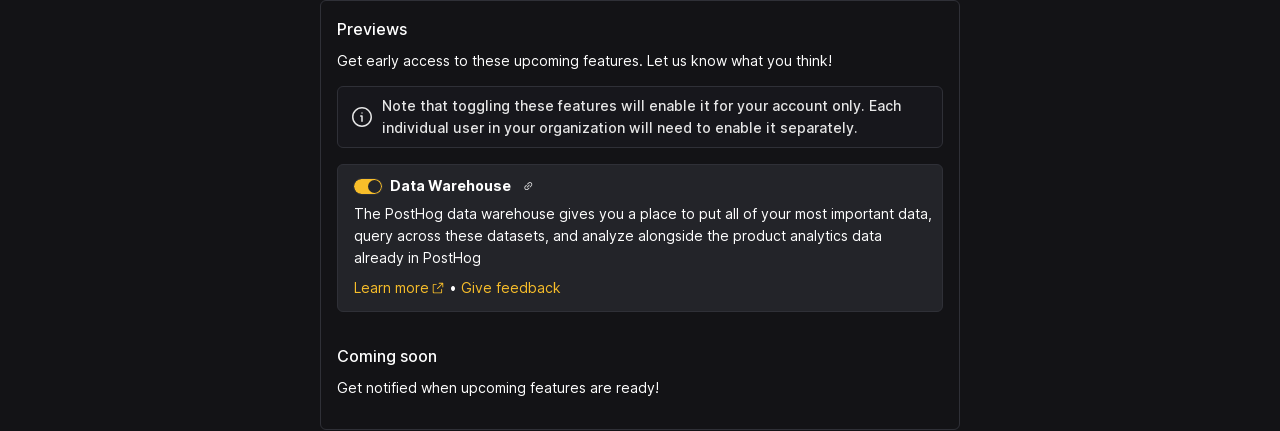 Previews
Get early access to these upcoming features. Let us know what you think!
Note that toggling these features will enable it for your account only. Each
individual user in your organization will need to enable it separately.
Data Warehouse
The PostHog data warehouse gives you a place to put all of your most important data,
query across these datasets, and analyze alongside the product analytics data
already in PostHog
Learn more • Give feedback
Coming soon
Get notified when upcoming features are ready!